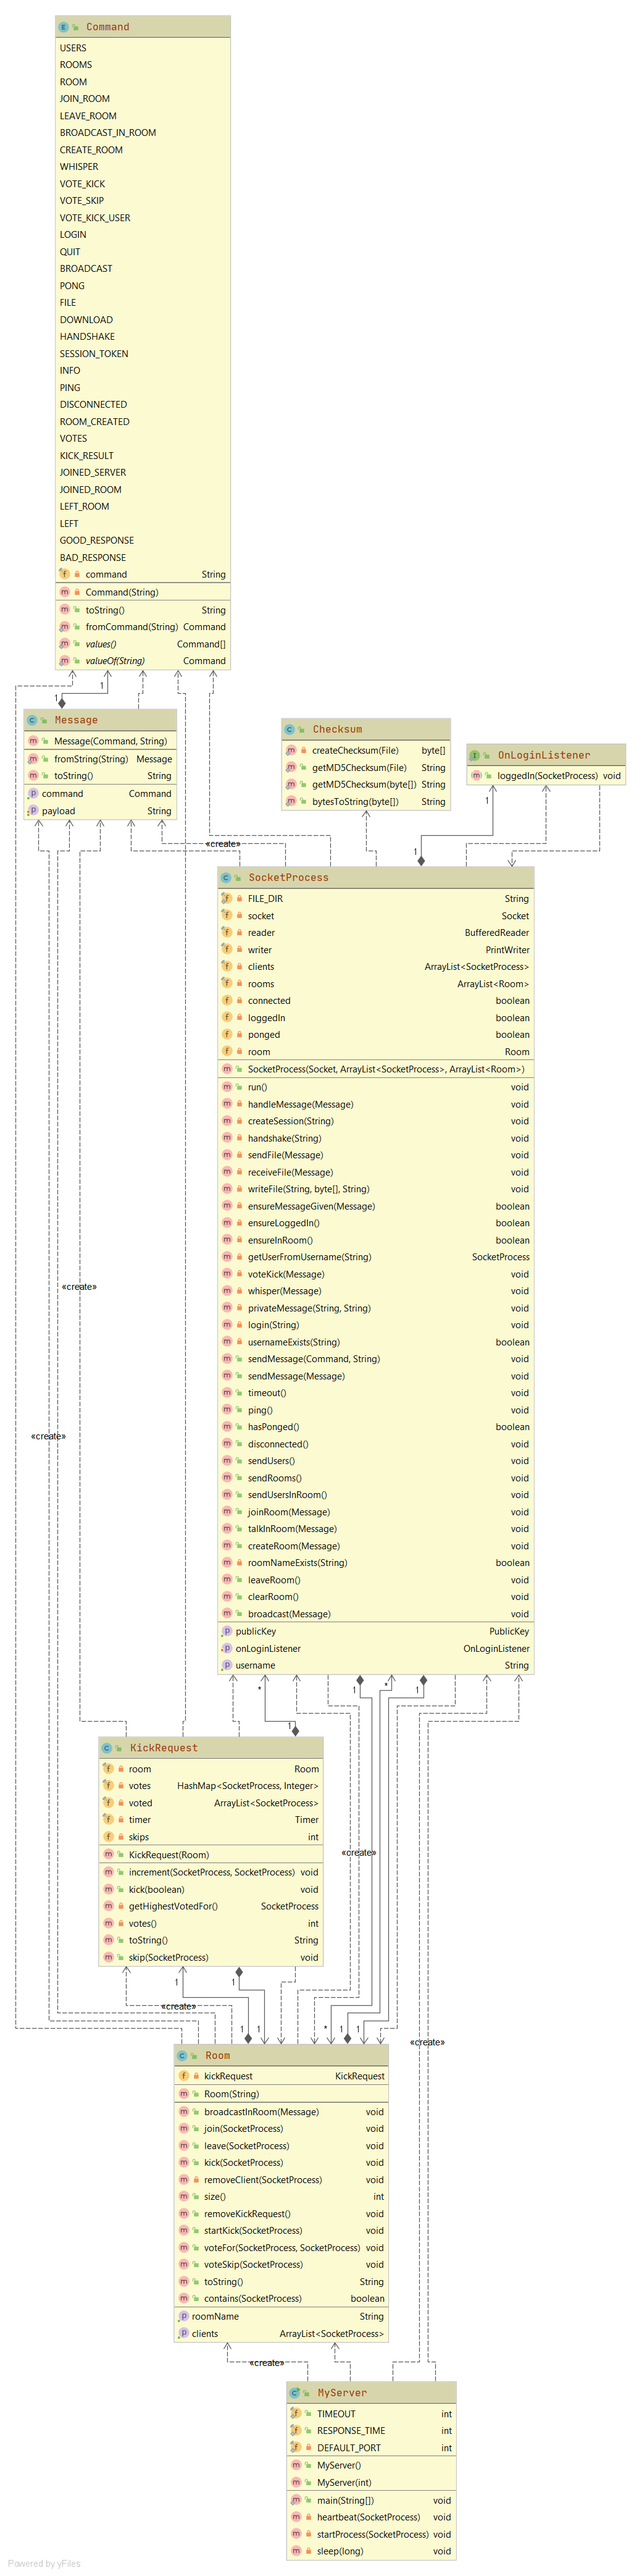 Command
USERS
ROOMS
ROOM
JOIN_ROOM
LEAVE_ROOM
BROADCAST_IN_ROOM
CREATE_ROOM
WHISPER
VOTE_KICK
VOTE_SKIP
VOTE_KICK_USER
LOGIN
QUIT
BROADCAST
PONG
FILE
DOWNLOAD
HANDSHAKE
SESSION_TOKEN
INFO
PING
DISCONNECTED
ROOM_CREATED
VOTES
KICK_RESULT
JOINED_SERVER
JOINED_ROOM
LEFT_ROOM
LEFT
GOOD_RESPONSE
BAD_RESPONSE
command String
Command(String)
toString() String
fromCommand(String) Command
values() Command[]
valueOf(String) Command
1
1
Message
Message(Command, String)
fromString(String) Message
toString() String
command Command
payload String
Checksum
createChecksum(File) byte[]
getMD5Checksum(File) String
getMD5Checksum(byte[]) String
bytesToString(byte[]) String
OnLoginListener
loggedIn(SocketProcess) void
1
«create»
1
SocketProcess
FILE_DIR String
socket Socket
reader BufferedReader
writer PrintWriter
clients ArrayList<SocketProcess>
rooms ArrayList<Room>
connected boolean
loggedIn boolean
ponged boolean
room Room
SocketProcess(Socket, ArrayList<SocketProcess>, ArrayList<Room>)
run() void
handleMessage(Message) void
createSession(String) void
handshake(String) void
sendFile(Message) void
receiveFile(Message) void
writeFile(String, byte[], String) void
ensureMessageGiven(Message) boolean
ensureLoggedIn() boolean
ensureInRoom() boolean
getUserFromUsername(String) SocketProcess
voteKick(Message) void
whisper(Message) void
privateMessage(String, String) void
login(String) void
usernameExists(String) boolean
sendMessage(Command, String) void
sendMessage(Message) void
timeout() void
ping() void
hasPonged() boolean
disconnected() void
sendUsers() void
sendRooms() void
sendUsersInRoom() void
joinRoom(Message) void
talkInRoom(Message) void
createRoom(Message) void
roomNameExists(String) boolean
leaveRoom() void
clearRoom() void
broadcast(Message) void
publicKey PublicKey
onLoginListener OnLoginListener
username String
«create»
«create»
*
1
*
1
1
KickRequest
room Room
votes HashMap<SocketProcess, Integer>
voted ArrayList<SocketProcess>
timer Timer
skips int
KickRequest(Room)
increment(SocketProcess, SocketProcess) void
kick(boolean) void
getHighestVotedFor() SocketProcess
votes() int
toString() String
skip(SocketProcess) void
«create»
1
1
«create»
1
1
*
1
1
«create»
Room
kickRequest KickRequest
Room(String)
broadcastInRoom(Message) void
join(SocketProcess) void
leave(SocketProcess) void
kick(SocketProcess) void
removeClient(SocketProcess) void
size() int
removeKickRequest() void
startKick(SocketProcess) void
voteFor(SocketProcess, SocketProcess) void
voteSkip(SocketProcess) void
toString() String
contains(SocketProcess) boolean
roomName String
clients ArrayList<SocketProcess>
«create»
MyServer
TIMEOUT int
RESPONSE_TIME int
DEFAULT_PORT int
MyServer()
MyServer(int)
main(String[]) void
heartbeat(SocketProcess) void
startProcess(SocketProcess) void
sleep(long) void
Powered by yFiles